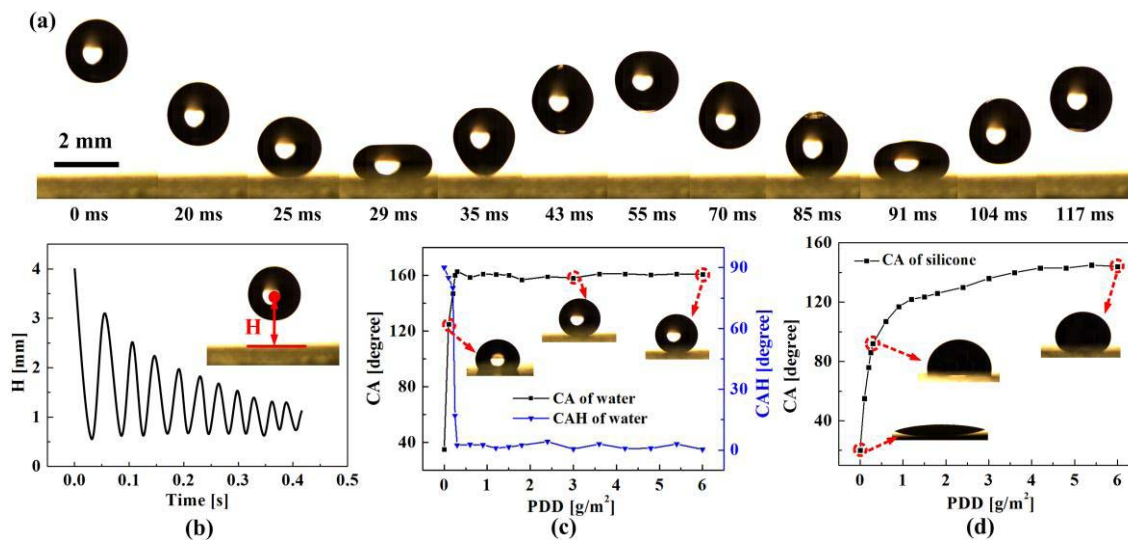 (a)
2 mm
0 ms 20 ms 25 ms 29 ms 35 ms 43 ms 55 ms 70 ms 85 ms 91 ms 104 ms 117 ms
H [mm]
4
3
2
1
0
H
0.0 0.1 0.2 0.3 0.4 0.5
Time [s]
(b)
CA [degree]
160
120
80
40
CA of water
CAH of water
90
60
30
0
CAH [degree]
0 1 2 3 4 5 6
PDD [g/m²]
(c)
CA [degree]
160
120
80
40
CA of silicone
0 1 2 3 4 5 6
PDD [g/m²]
(d)